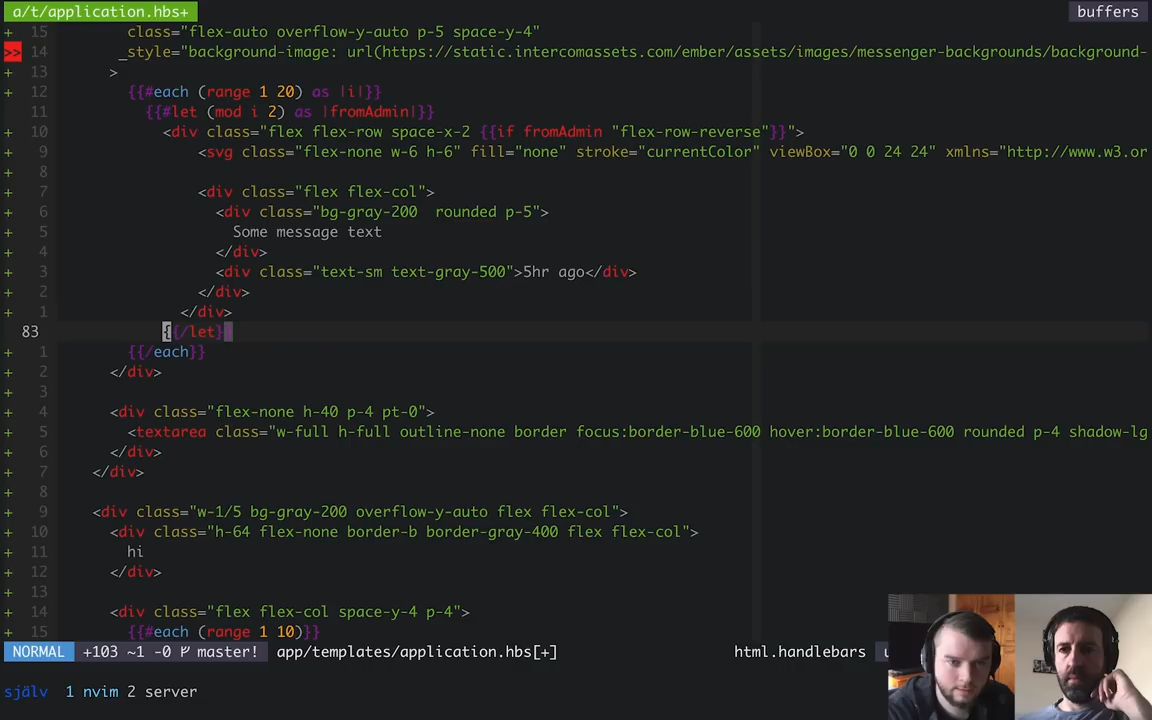 a/t/application.hbs+ buffers
+ 15 class="flex-auto overflow-y-auto p-5 space-y-4"
>> 14 _style="background-image: url(https://static.intercomassets.com/ember/assets/images/messenger-backgrounds/background-
+ 13 >
+ 12 {{#each (range 1 20) as |i|}}
11 {{#let (mod i 2) as |fromAdmin|}}
+ 10 <div class="flex flex-row space-x-2 {{if fromAdmin "flex-row-reverse"}}">
+ 9 <svg class="flex-none w-6 h-6" fill="none" stroke="currentColor" viewBox="0 0 24 24" xmlns="http://www.w3.or
+ 8
+ 7 <div class="flex flex-col">
+ 6 <div class="bg-gray-200  rounded p-5">
+ 5 Some message text
+ 4 </div>
+ 3 <div class="text-sm text-gray-500">5hr ago</div>
+ 2 </div>
+ 1 </div>
83 {{/let}}
+ 1 {{/each}}
+ 2 </div>
+ 3
+ 4 <div class="flex-none h-40 p-4 pt-0">
+ 5 <textarea class="w-full h-full outline-none border focus:border-blue-600 hover:border-blue-600 rounded p-4 shadow-lg
+ 6 </div>
+ 7 </div>
+ 8
+ 9 <div class="w-1/5 bg-gray-200 overflow-y-auto flex flex-col">
+ 10 <div class="h-64 flex-none border-b border-gray-400 flex flex-col">
+ 11 hi
+ 12 </div>
+ 13
+ 14 <div class="flex flex-col space-y-4 p-4">
+ 15 {{#each (range 1 10)}}
NORMAL +103 ~1 -0 master! app/templates/application.hbs[+] html.handlebars
själv 1 nvim 2 server